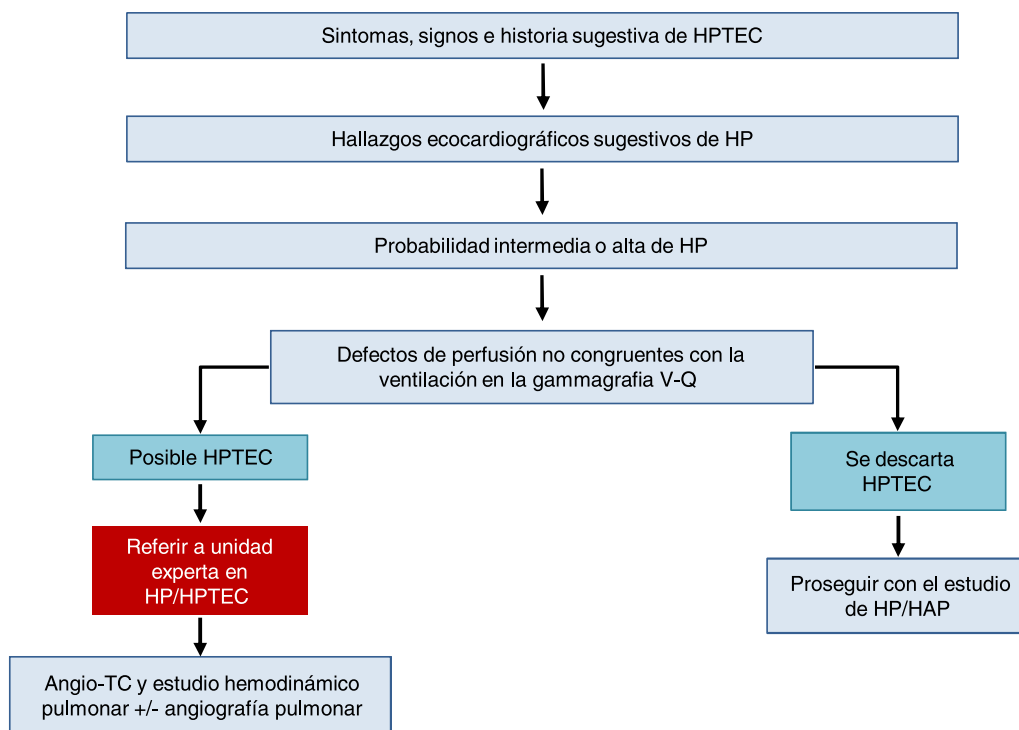 Sintomas, signos e historia sugestiva de HPTEC
Hallazgos ecocardiográficos sugestivos de HP
Probabilidad intermedia o alta de HP
Defectos de perfusión no congruentes con la
ventilación en la gammagrafia V-Q
Posible HPTEC
Se descarta
HPTEC
Referir a unidad
experta en
HP/HPTEC
Proseguir con el estudio
de HP/HAP
Angio-TC y estudio hemodinámico
pulmonar +/- angiografía pulmonar